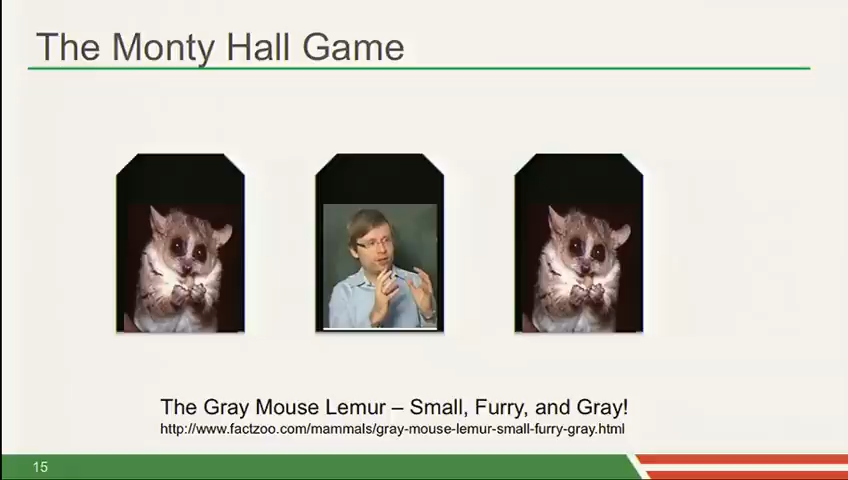 The Monty Hall Game
The Gray Mouse Lemur – Small, Furry, and Gray!
http://www.factzoo.com/mammals/gray-mouse-lemur-small-furry-gray.html
15